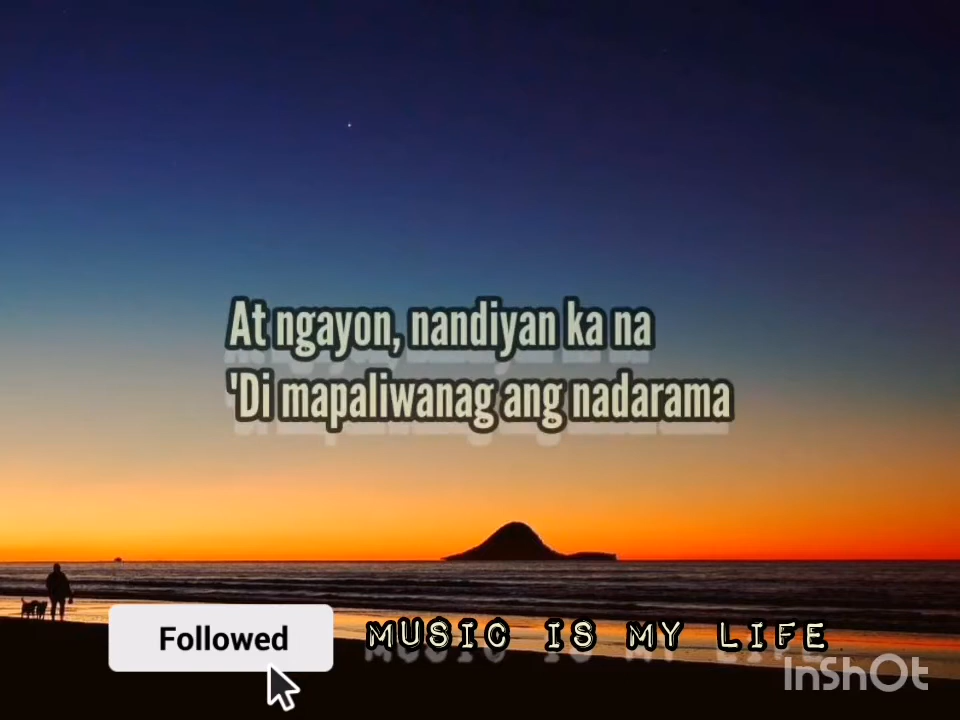 At ngayon, nandiyan ka na
'Di mapaliwanag ang nadarama
Followed
MUSIC IS MY LIFE
InShOt